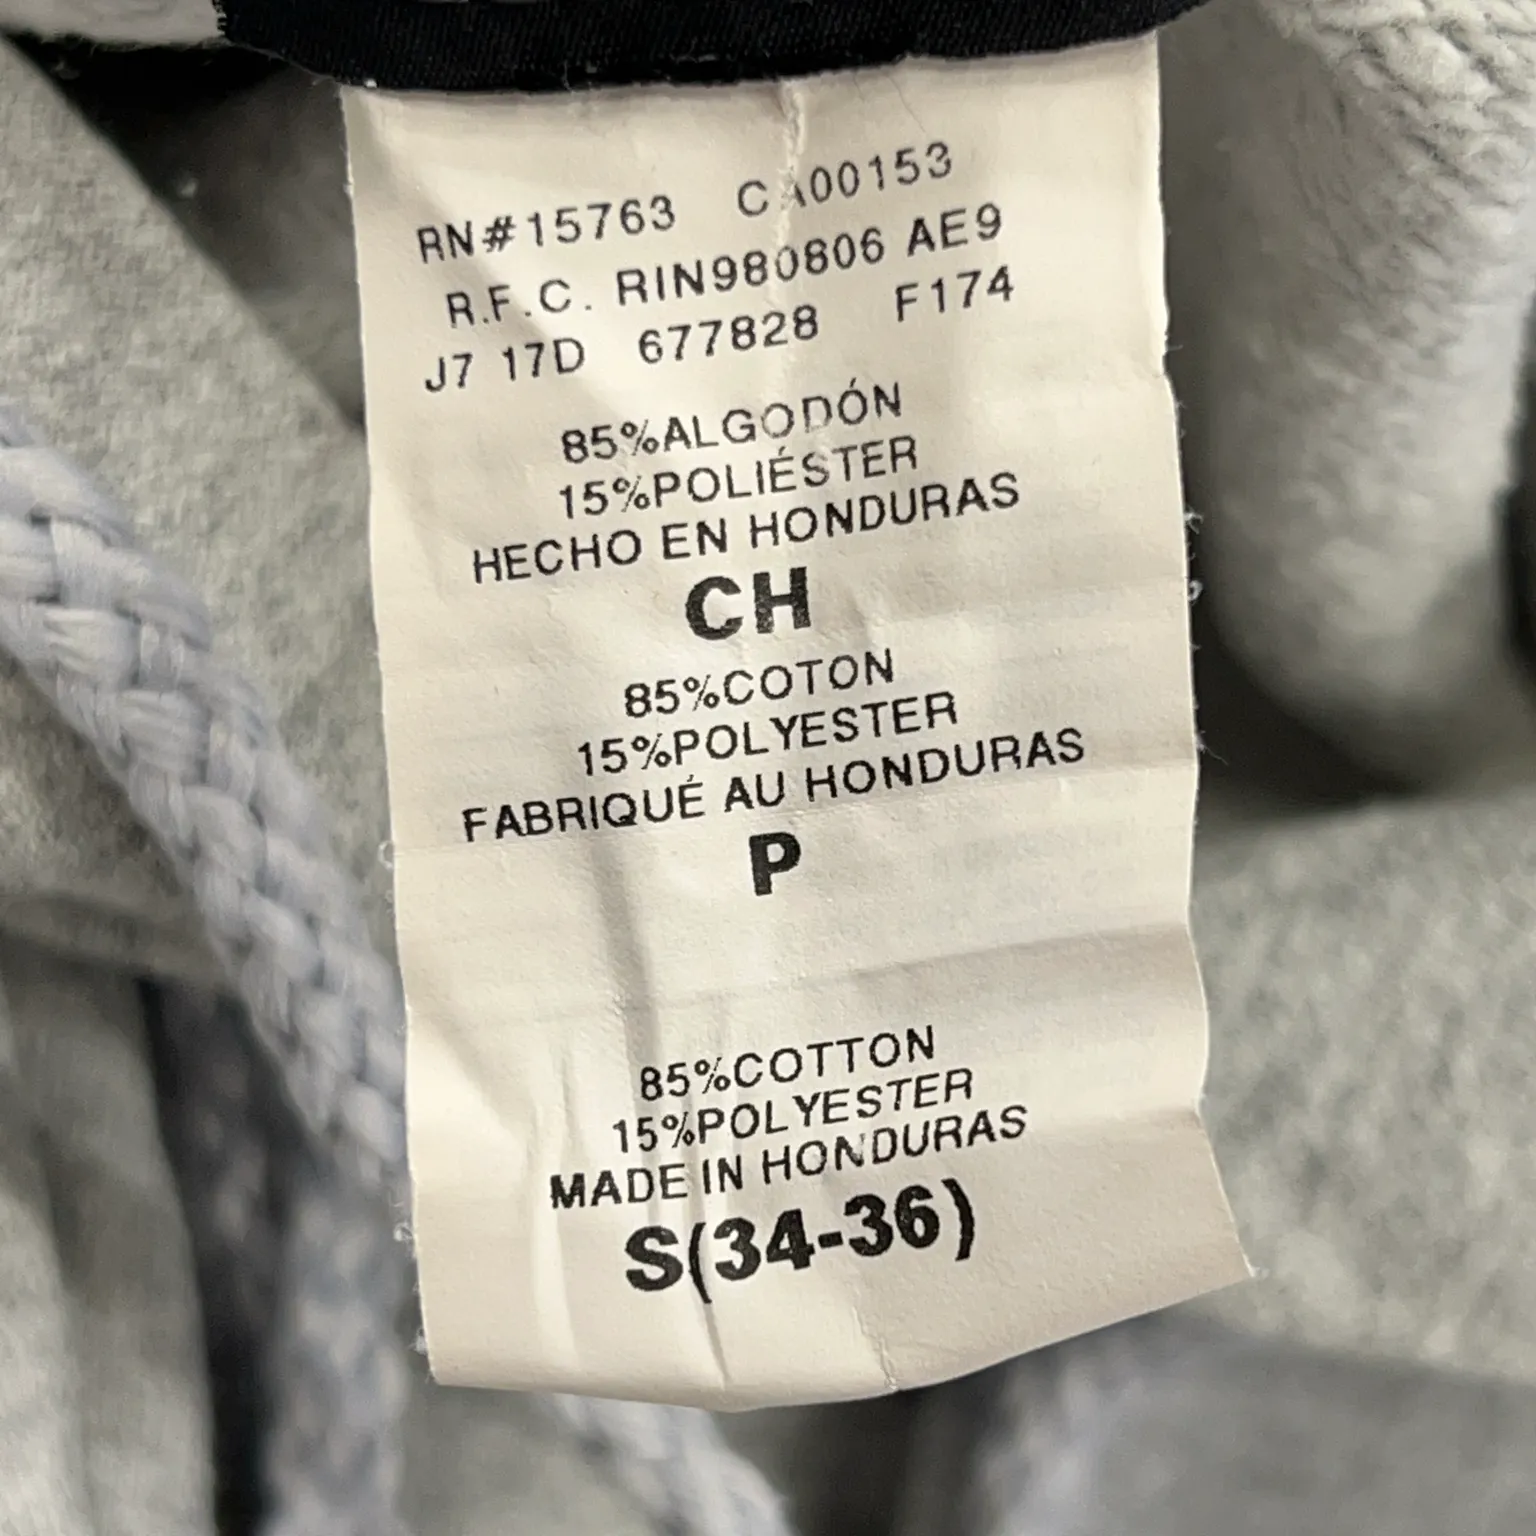 RN#15763 CA00153
R.F.C. RIN980806 AE9
J7 17D 677828 F174
85%ALGODÓN
15%POLIÉSTER
HECHO EN HONDURAS
CH
85%COTON
15%POLYESTER
FABRIQUÉ AU HONDURAS
P
85%COTTON
15%POLYESTER
MADE IN HONDURAS
S(34-36)